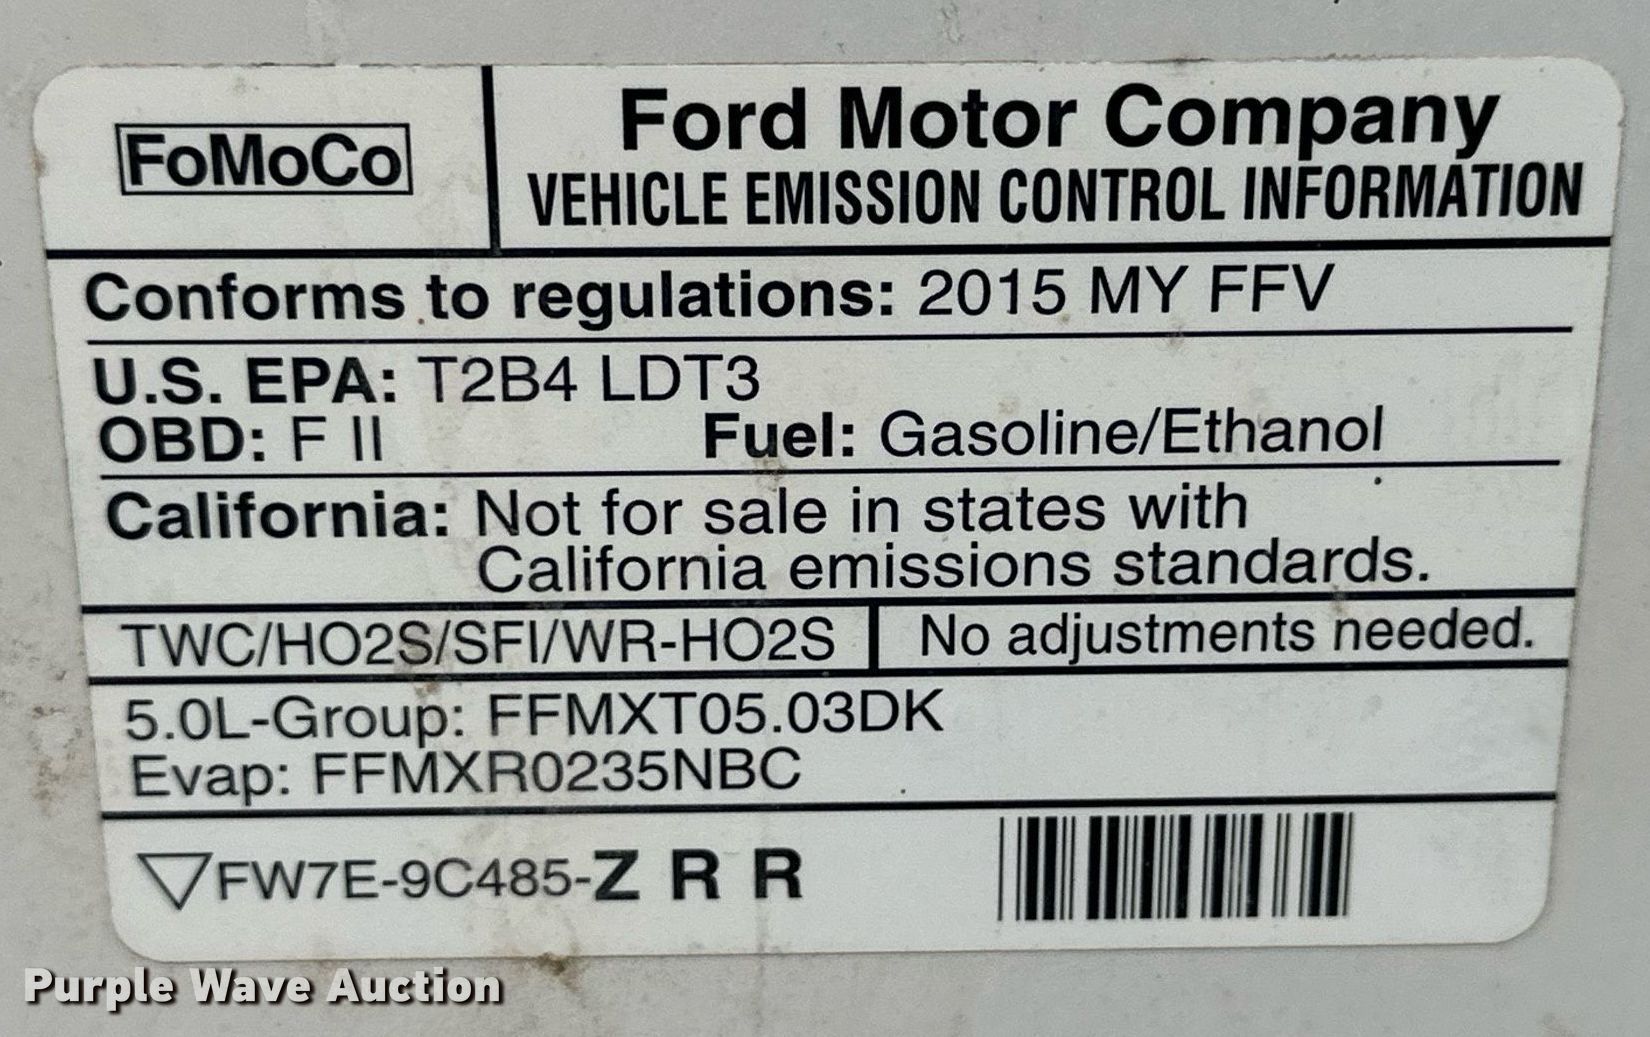 FoMoCo
Ford Motor Company
VEHICLE EMISSION CONTROL INFORMATION
Conforms to regulations: 2015 MY FFV
U.S. EPA: T2B4 LDT3
OBD: F II Fuel: Gasoline/Ethanol
California: Not for sale in states with
California emissions standards.
TWC/HO2S/SFI/WR-HO2S No adjustments needed.
5.0L-Group: FFMXT05.03DK
Evap: FFMXR0235NBC
FW7E-9C485-Z R R
Purple Wave Auction